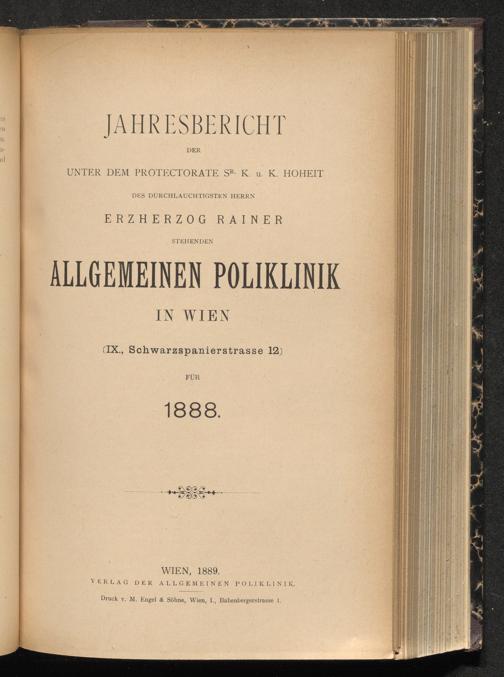 JAHRESBERICHT
DER
UNTER DEM PROTECTORATE SR. K. u. K. HOHEIT
DES DURCHLAUCHTIGSTEN HERRN
ERZHERZOG RAINER
STEHENDEN
ALLGEMEINEN POLIKLINIK
IN WIEN
(IX., Schwarzspanierstrasse 12)
FÜR
1888.
WIEN, 1889.
VERLAG DER ALLGEMEINEN POLIKLINIK.
Druck v. M. Engel & Söhne, Wien, I., Babenbergerstrasse 1.